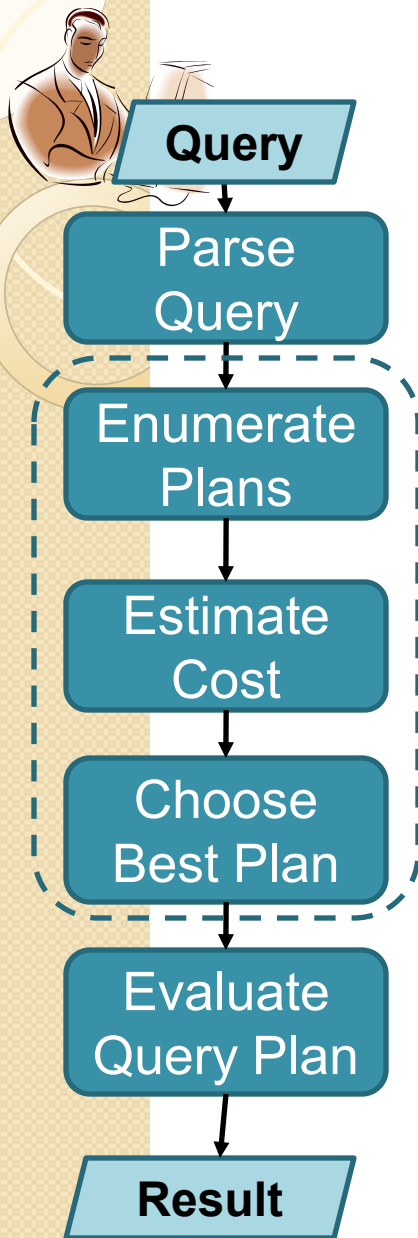 Query
Parse
Query
Enumerate
Plans
Estimate
Cost
Choose
Best Plan
Evaluate
Query Plan
Result